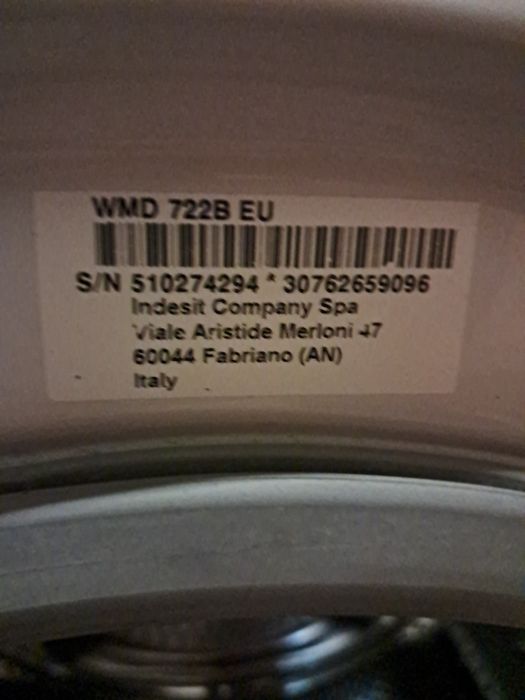 WMD 722B EU
S/N 510274294 * 30762659096
Indesit Company Spa
Viale Aristide Merloni 47
60044 Fabriano (AN)
Italy